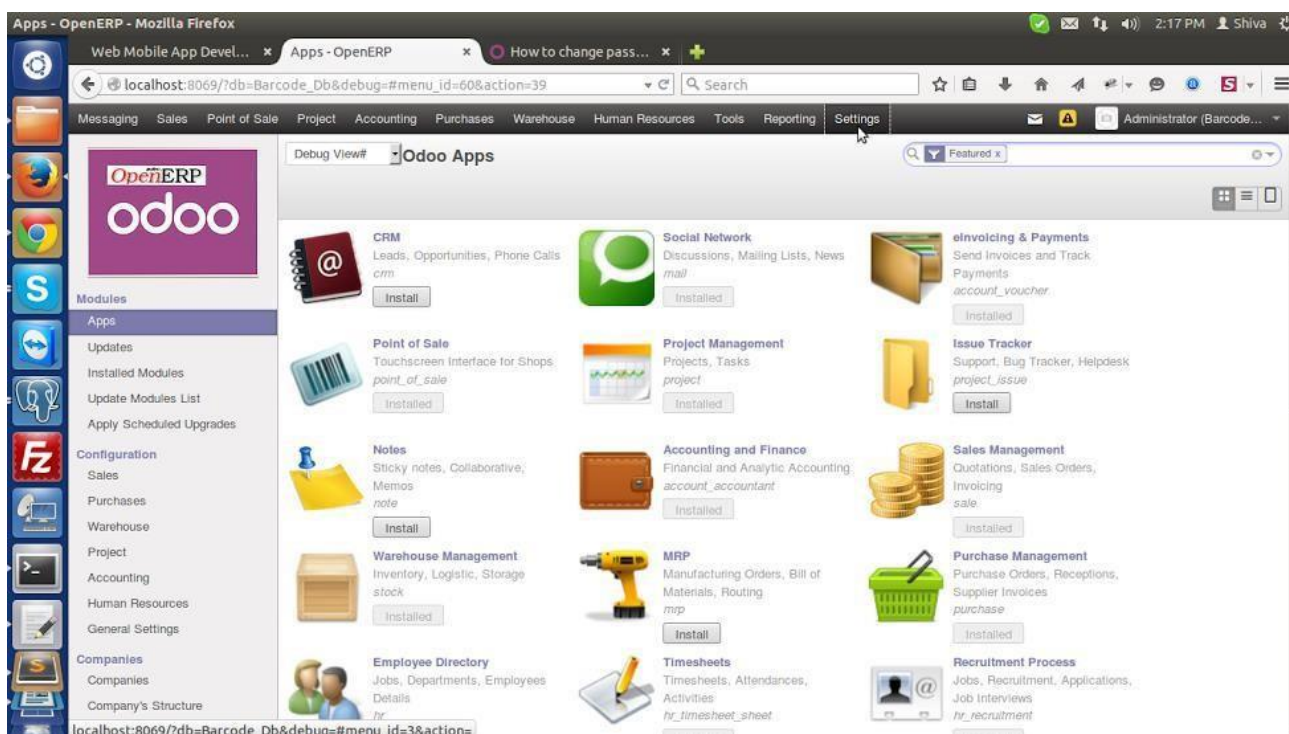 Apps - OpenERP - Mozilla Firefox
2:17 PM Shiva
Web Mobile App Devel... × Apps - OpenERP × How to change pass... ×
localhost:8069/?db=Barcode_Db&debug=#menu_id=60&action=39 Search
Messaging Sales Point of Sale Project Accounting Purchases Warehouse Human Resources Tools Reporting Settings Administrator (Barcode...
Debug View# Odoo Apps Featured x
OpenERP
odoo
Modules
Apps
Updates
Installed Modules
Update Modules List
Apply Scheduled Upgrades
Configuration
Sales
Purchases
Warehouse
Project
Accounting
Human Resources
General Settings
Companies
Companies
Company's Structure
CRM
Leads, Opportunities, Phone Calls
crm
Install
Social Network
Discussions, Mailing Lists, News
mail
Installed
eInvoicing & Payments
Send Invoices and Track
Payments
account_voucher
Installed
Point of Sale
Touchscreen Interface for Shops
point_of_sale
Installed
Project Management
Projects, Tasks
project
Installed
Issue Tracker
Support, Bug Tracker, Helpdesk
project_issue
Install
Notes
Sticky notes, Collaborative,
Memos
note
Install
Accounting and Finance
Financial and Analytic Accounting
account_accountant
Installed
Sales Management
Quotations, Sales Orders,
Invoicing
sale
Installed
Warehouse Management
Inventory, Logistic, Storage
stock
Installed
MRP
Manufacturing Orders, Bill of
Materials, Routing
mrp
Install
Purchase Management
Purchase Orders, Receptions,
Supplier Invoices
purchase
Installed
Employee Directory
Jobs, Departments, Employees
Details
hr
Timesheets
Timesheets, Attendances,
Activities
hr_timesheet_sheet
Recruitment Process
Jobs, Recruitment, Applications,
Job Interviews
hr_recruitment
localhost:8069/?db=Barcode_Db&debug=#menu_id=3&action=